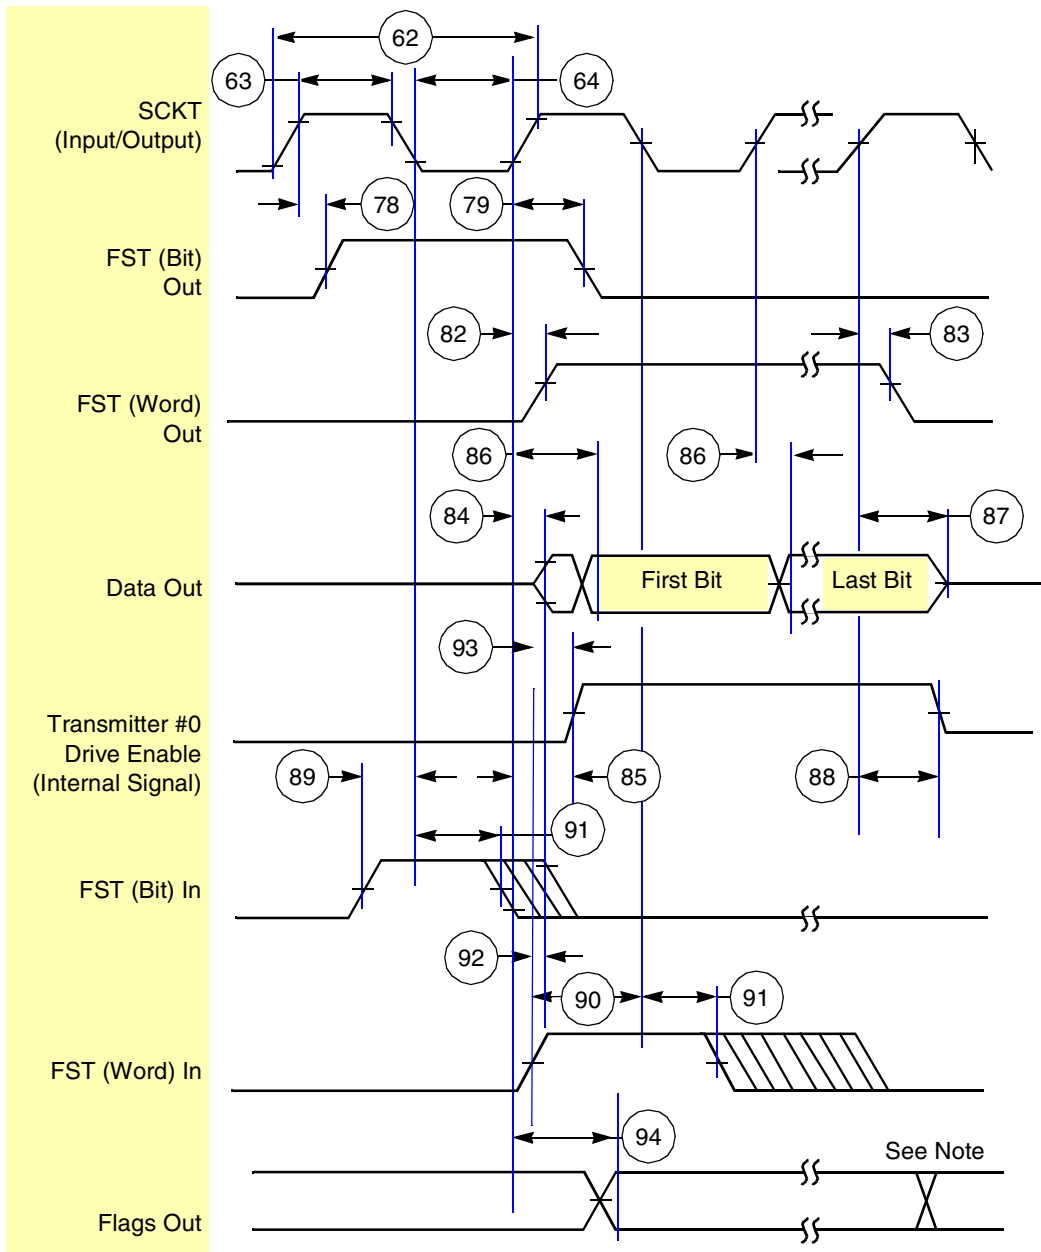 62
63
64
SCKT
(Input/Output)
78
79
FST (Bit)
Out
82
83
FST (Word)
Out
86
86
84
87
Data Out
First Bit
Last Bit
93
Transmitter #0
Drive Enable
(Internal Signal)
89
85
88
91
FST (Bit) In
92
90
91
FST (Word) In
94
See Note
Flags Out